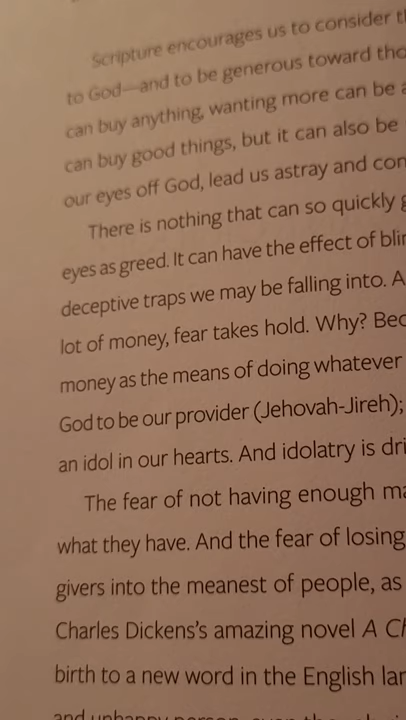 Scripture encourages us to consider
to God—and to be generous toward
can buy anything, wanting more can be
can buy good things, but it can also be
our eyes off God, lead us astray and
There is nothing that can so quickly
eyes as greed. It can have the effect of
deceptive traps we may be falling into. A
lot of money, fear takes hold. Why?
money as the means of doing whatever
God to be our provider (Jehovah-Jireh);
an idol in our hearts. And idolatry is
The fear of not having enough
what they have. And the fear of losing
givers into the meanest of people, as
Charles Dickens's amazing novel A
birth to a new word in the English